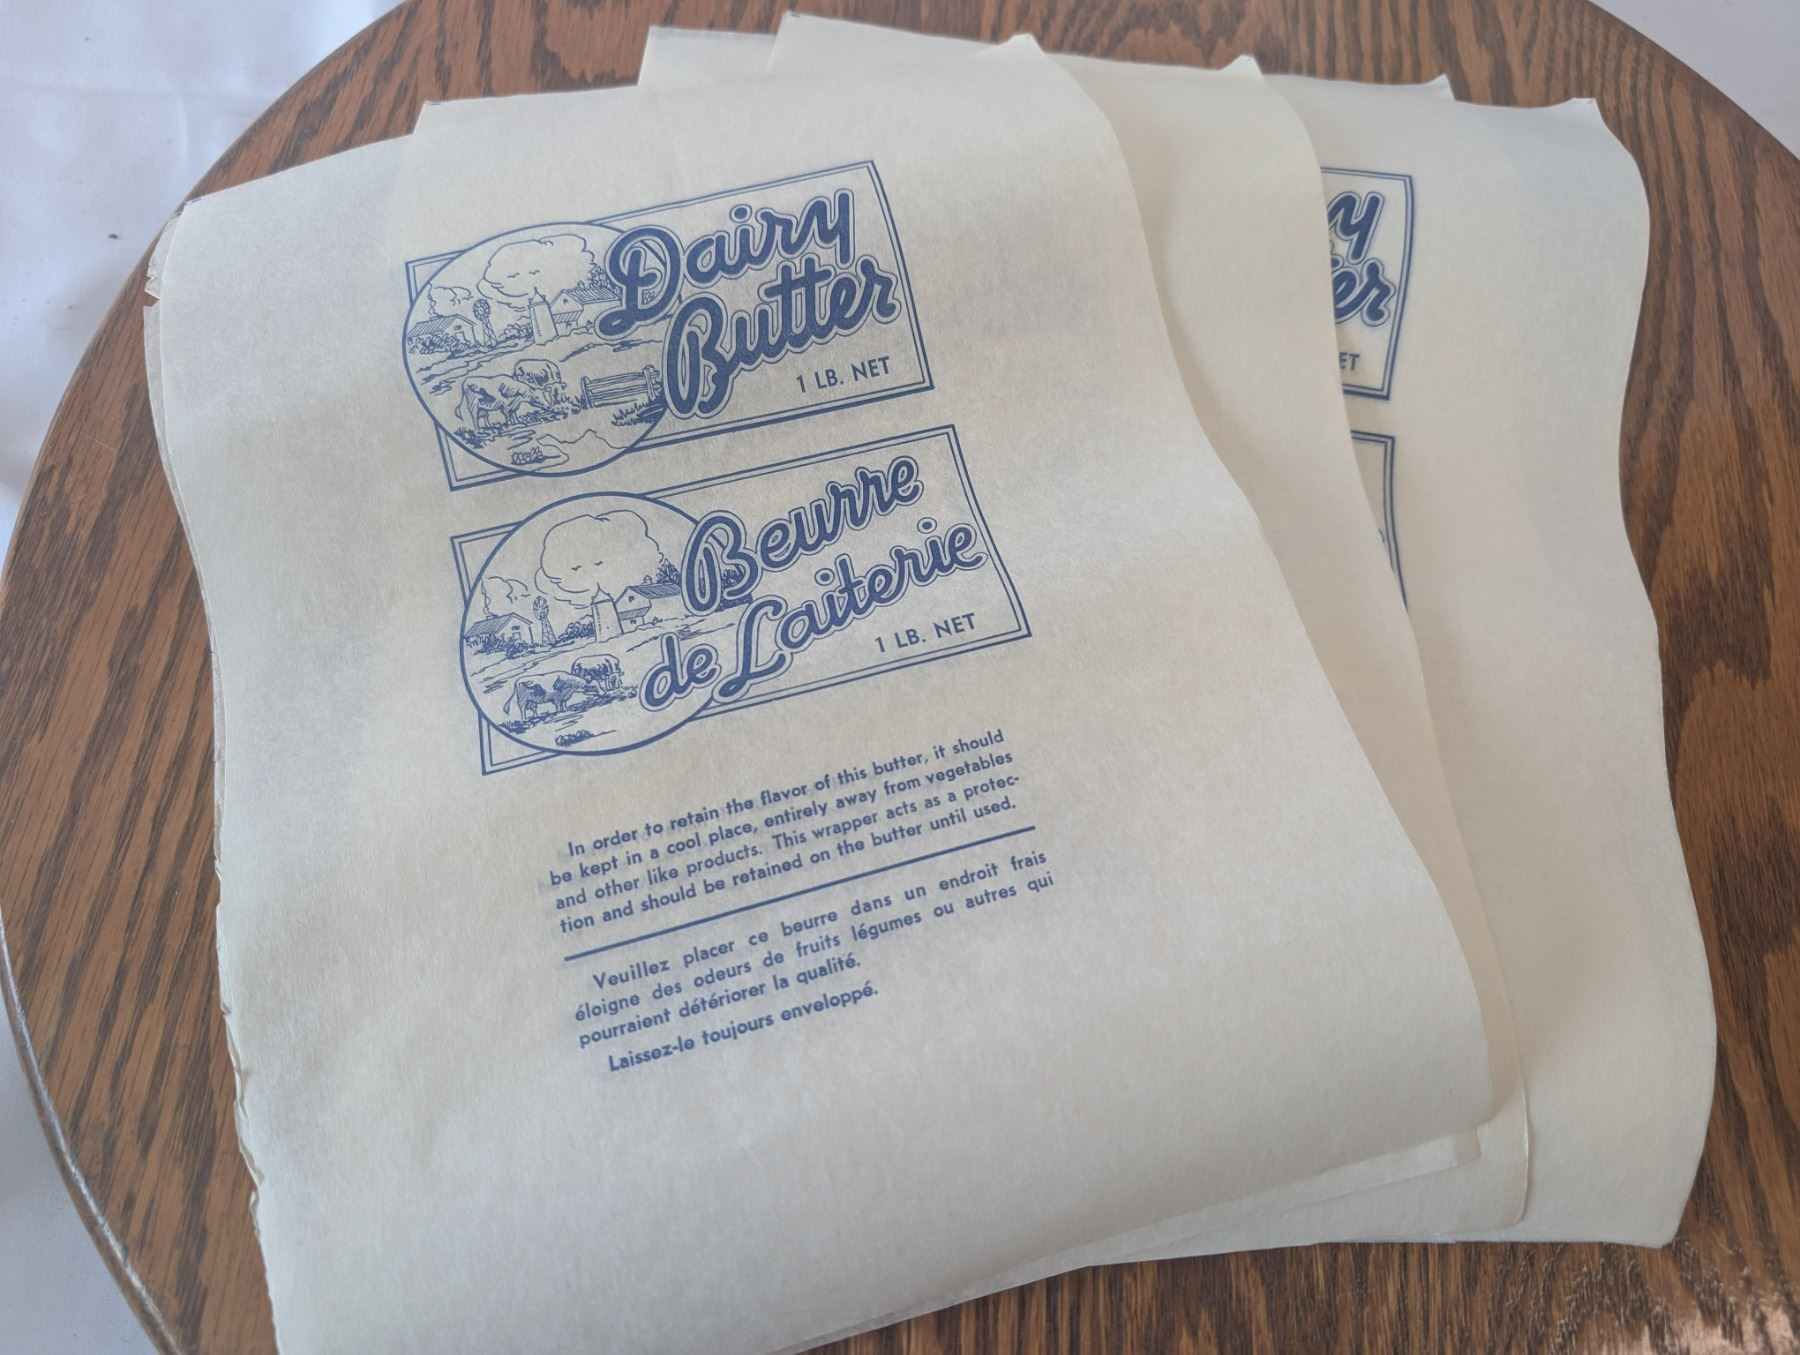 Dairy
Butter
1 LB. NET
Beurre
de Laiterie
1 LB. NET
In order to retain the flavor of this butter, it should
be kept in a cool place, entirely away from vegetables
and other like products. This wrapper acts as a protec-
tion and should be retained on the butter until used.
Veuillez placer ce beurre dans un endroit frais
éloigne des odeurs de fruits légumes ou autres qui
pourraient détériorer la qualité.
Laissez-le toujours enveloppé.
y
er
ET